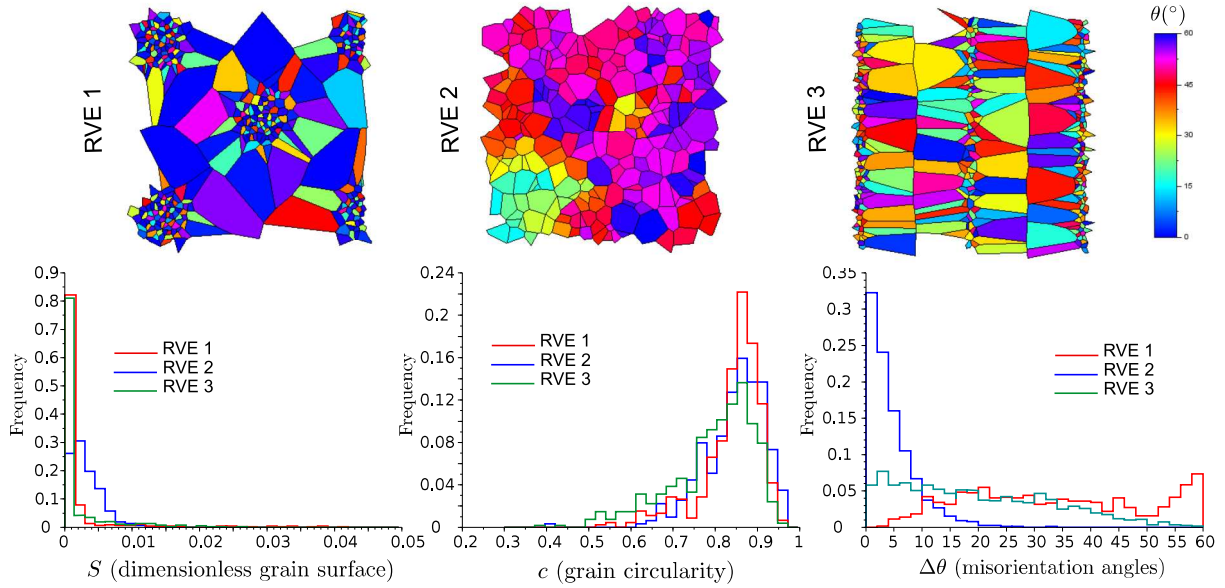 RVE 1
RVE 2
RVE 3
θ(°)
60
45
30
15
0
Frequency
0.9
0.8
0.7
0.6
0.5
0.4
0.3
0.2
0.1
0
0 0.01 0.02 0.03 0.04 0.05
RVE 1
RVE 2
RVE 3
S (dimensionless grain surface)
Frequency
0.24
0.20
0.16
0.12
0.08
0.04
0
0.2 0.3 0.4 0.5 0.6 0.7 0.8 0.9 1
RVE 1
RVE 2
RVE 3
c (grain circularity)
Frequency
0.35
0.3
0.25
0.2
0.15
0.1
0.05
0
0 5 10 15 20 25 30 35 40 45 50 55 60
RVE 1
RVE 2
RVE 3
Δθ (misorientation angles)